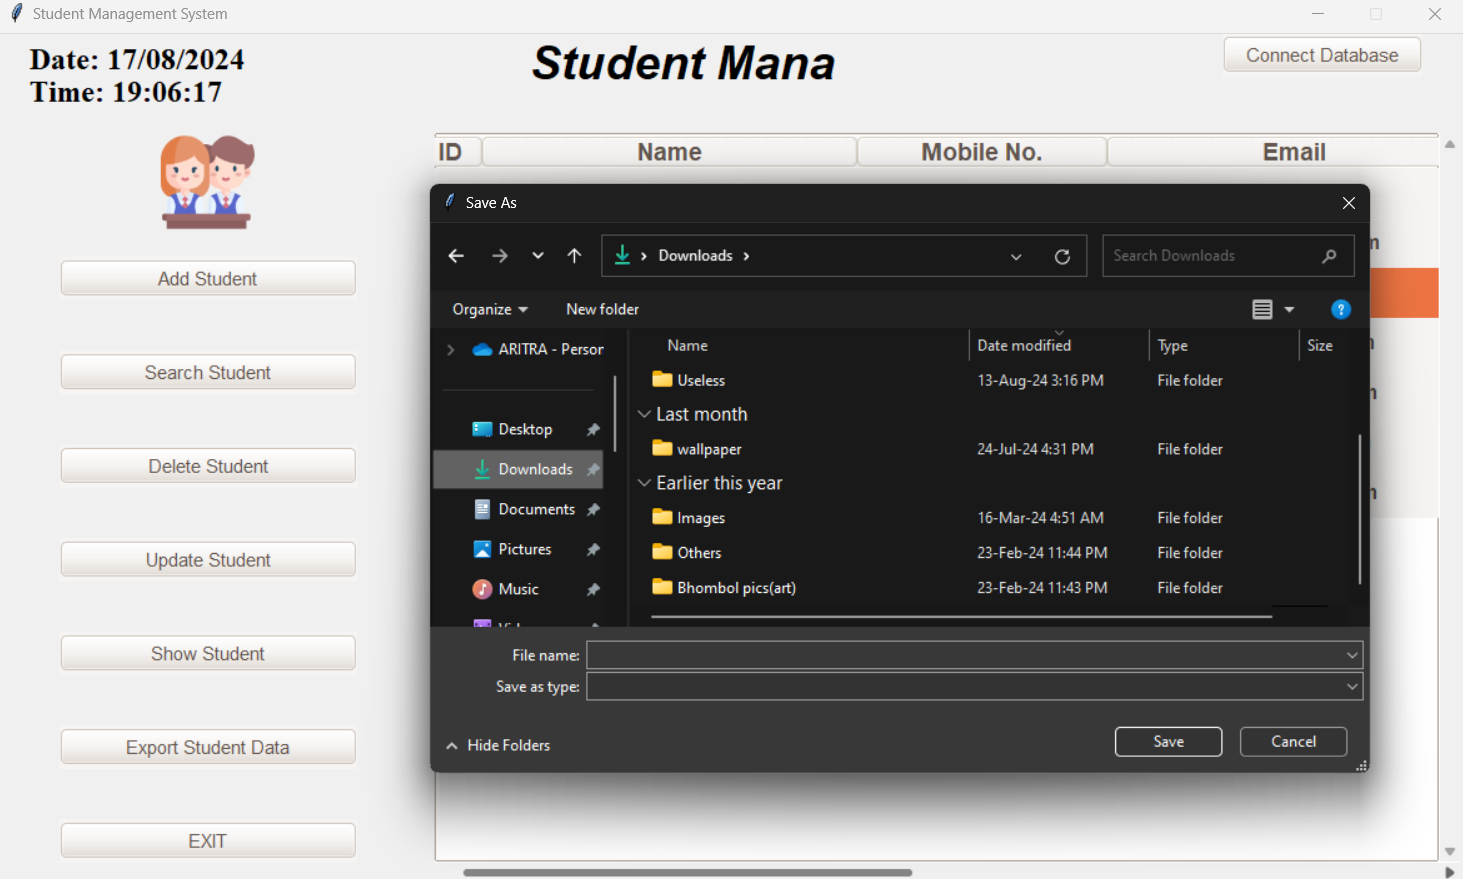 Student Management System
Date: 17/08/2024
Time: 19:06:17
Student Mana
Connect Database
ID Name Mobile No. Email
Add Student
Search Student
Delete Student
Update Student
Show Student
Export Student Data
EXIT
Save As
Downloads
Search Downloads
Organize New folder
?
ARITRA - Person
Desktop
Downloads
Documents
Pictures
Music
Name Date modified Type Size
Useless 13-Aug-24 3:16 PM File folder
Last month
wallpaper 24-Jul-24 4:31 PM File folder
Earlier this year
Images 16-Mar-24 4:51 AM File folder
Others 23-Feb-24 11:44 PM File folder
Bhombol pics(art) 23-Feb-24 11:43 PM File folder
File name:
Save as type:
Hide Folders
Save Cancel